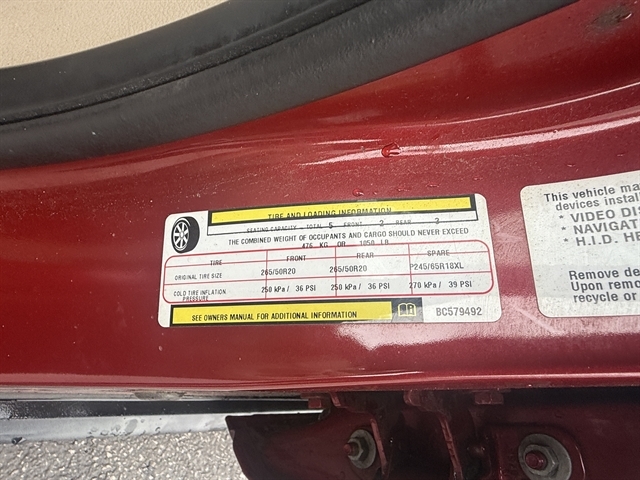 TIRE AND LOADING INFORMATION
SEATING CAPACITY - TOTAL 5 FRONT 2 REAR 3
THE COMBINED WEIGHT OF OCCUPANTS AND CARGO SHOULD NEVER EXCEED
476 KG OR 1050 LB
TIRE FRONT REAR SPARE
ORIGINAL TIRE SIZE 265/50R20 265/50R20 P245/65R18XL
COLD TIRE INFLATION PRESSURE 250 kPa / 36 PSI 250 kPa / 36 PSI 270 kPa / 39 PSI
SEE OWNERS MANUAL FOR ADDITIONAL INFORMATION BC579492
This vehicle ma
devices install
* VIDEO DIS
* NAVIGAT
* H.I.D. HE
Remove de
Upon remo
recycle or